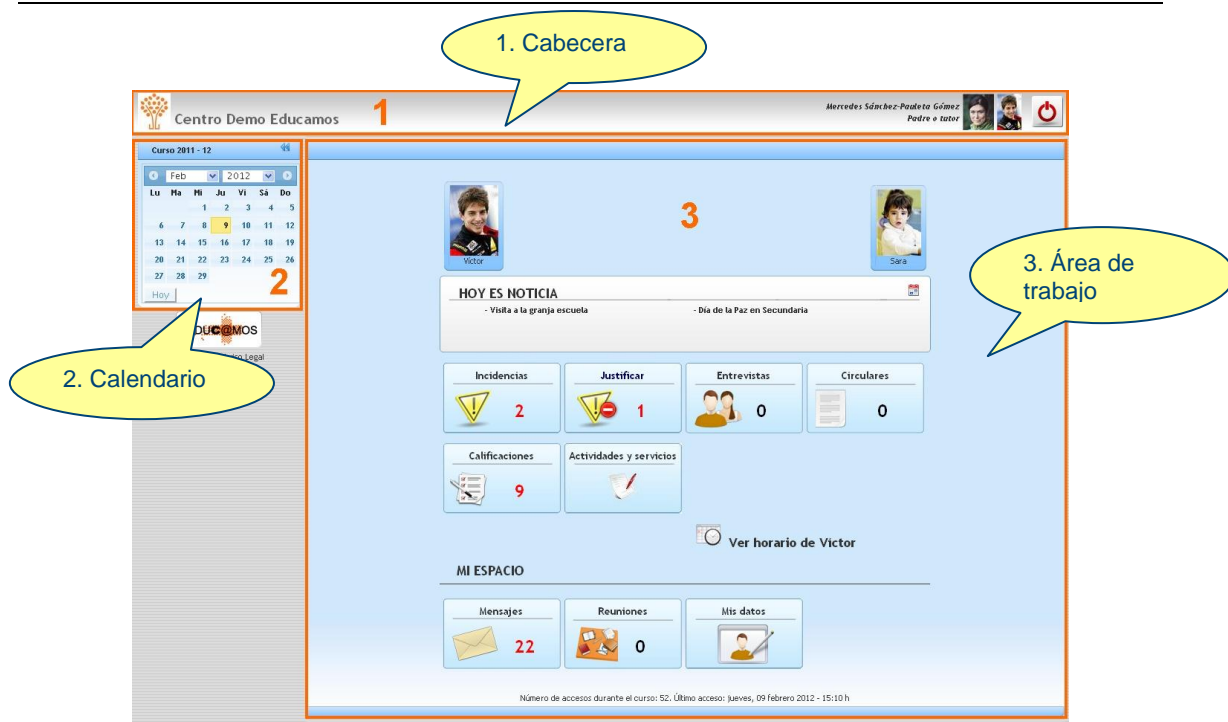 1. Cabecera
Centro Demo Educamos
1
Mercedes Sánchez-Pauleta Gómez
Padre o tutor
Curso 2011 - 12
Feb 2012
Lu Ma Mi Ju Vi Sá Do
1 2 3 4 5
6 7 8 9 10 11 12
13 14 15 16 17 18 19
20 21 22 23 24 25 26
27 28 29
Hoy
2
2. Calendario
Legal
3
Victor
Sara
3. Área de
trabajo
HOY ES NOTICIA
- Visita a la granja escuela - Día de la Paz en Secundaria
Incidencias Justificar Entrevistas Circulares
2 1 0 0
Calificaciones Actividades y servicios
9
Ver horario de Victor
MI ESPACIO
Mensajes Reuniones Mis datos
22 0
Número de accesos durante el curso: 52. Último acceso: jueves, 09 febrero 2012 - 15:10 h